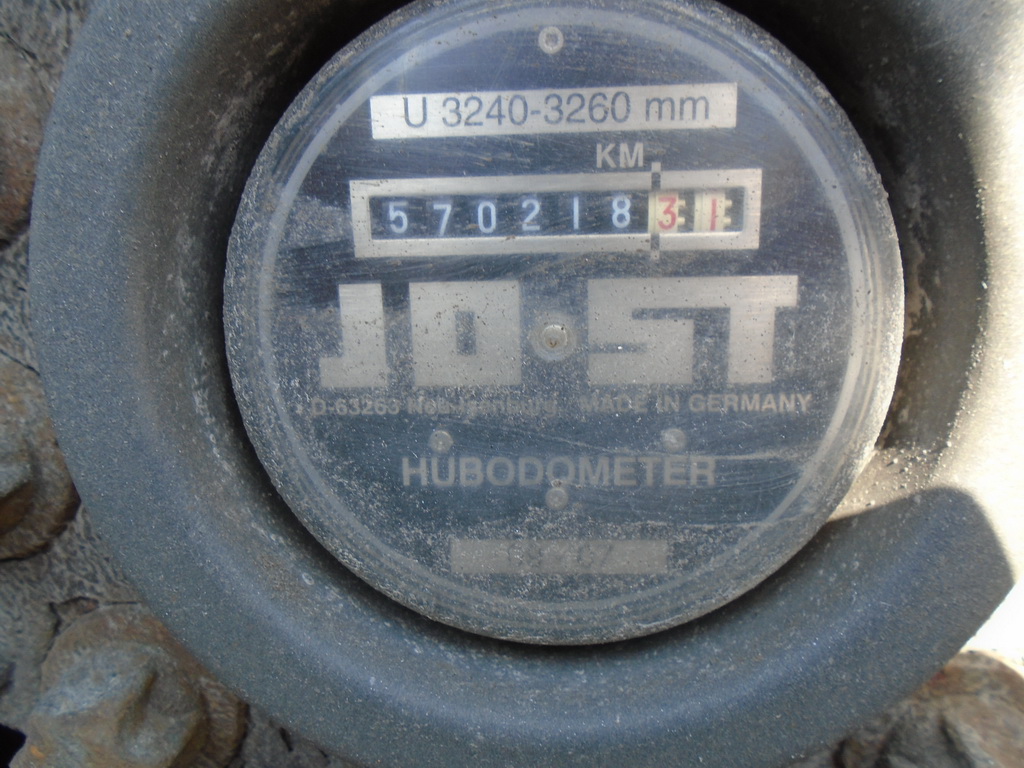 U 3240-3260 mm
KM
57021831
JOST
D-63263 MADE IN GERMANY
HUBODOMETER